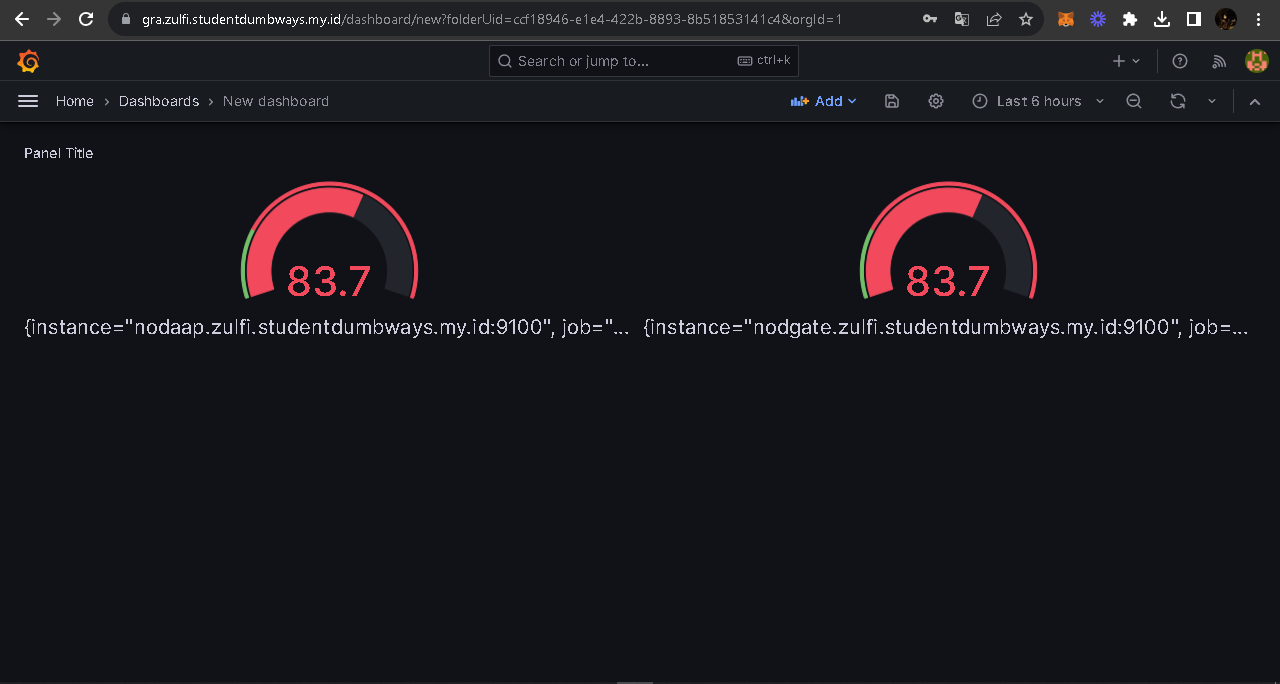 gra.zulfi.studentdumbways.my.id/dashboard/new?folderUid=ccf18946-e1e4-422b-8893-8b51853141c4&orgId=1
Search or jump to... ctrl+k
Home › Dashboards › New dashboard Add Last 6 hours
Panel Title
83.7 83.7
{instance="nodaap.zulfi.studentdumbways.my.id:9100", job="... {instance="nodgate.zulfi.studentdumbways.my.id:9100", job=...